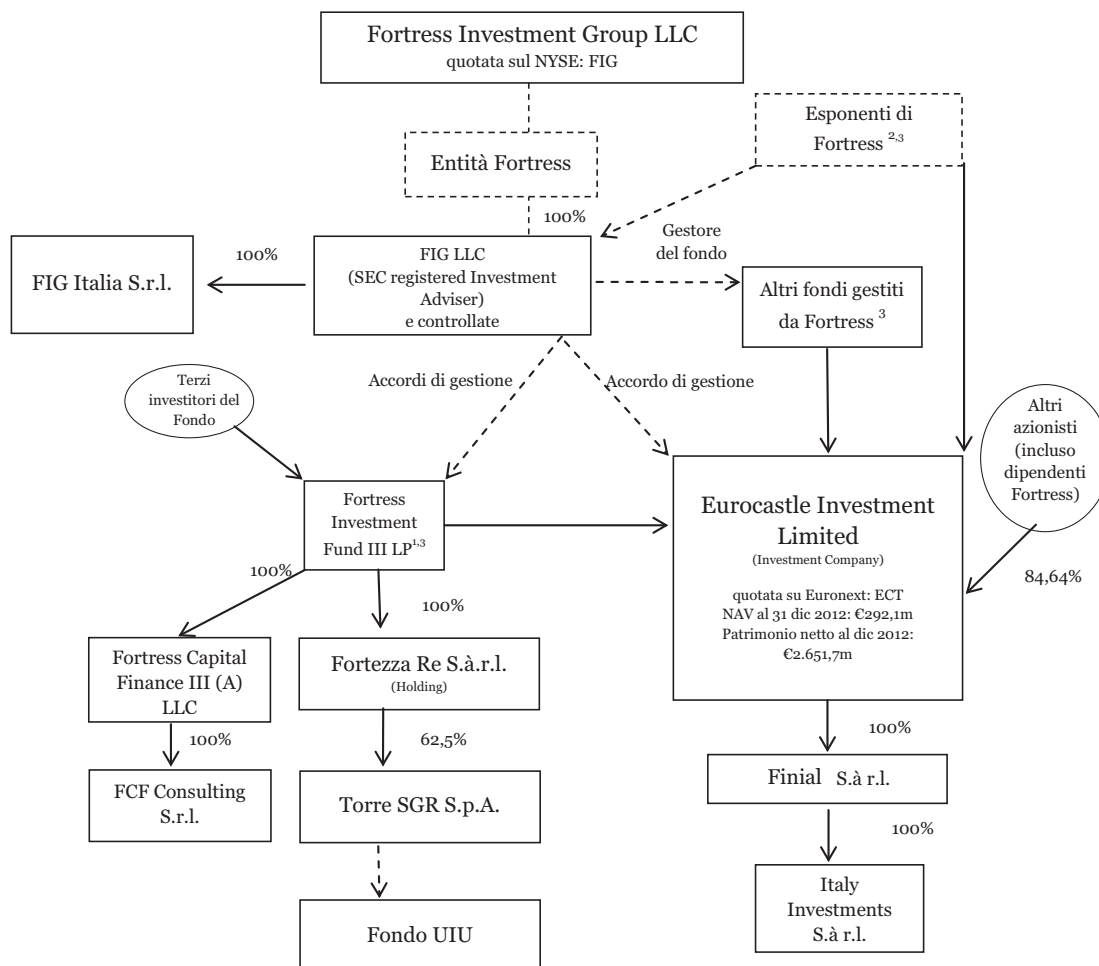 Fortress Investment Group LLC
quotata sul NYSE: FIG
Esponenti di
Fortress 2,3
Entità Fortress
100%
Gestore
del fondo
FIG Italia S.r.l.
100%
FIG LLC
(SEC registered Investment
Adviser)
e controllate
Altri fondi gestiti
da Fortress 3
Terzi
investitori del
Fondo
Accordi di gestione
Accordo di gestione
Altri
azionisti
(incluso
dipendenti
Fortress)
84,64%
Fortress
Investment
Fund III LP1,3
Eurocastle Investment
Limited
(Investment Company)
quotata su Euronext: ECT
NAV al 31 dic 2012: €292,1m
Patrimonio netto al dic 2012:
€2.651,7m
100%
100%
Fortress Capital
Finance III (A)
LLC
Fortezza Re S.à.r.l.
(Holding)
100%
62,5%
100%
FCF Consulting
S.r.l.
Torre SGR S.p.A.
Finial S.à r.l.
100%
Fondo UIU
Italy
Investments
S.à r.l.